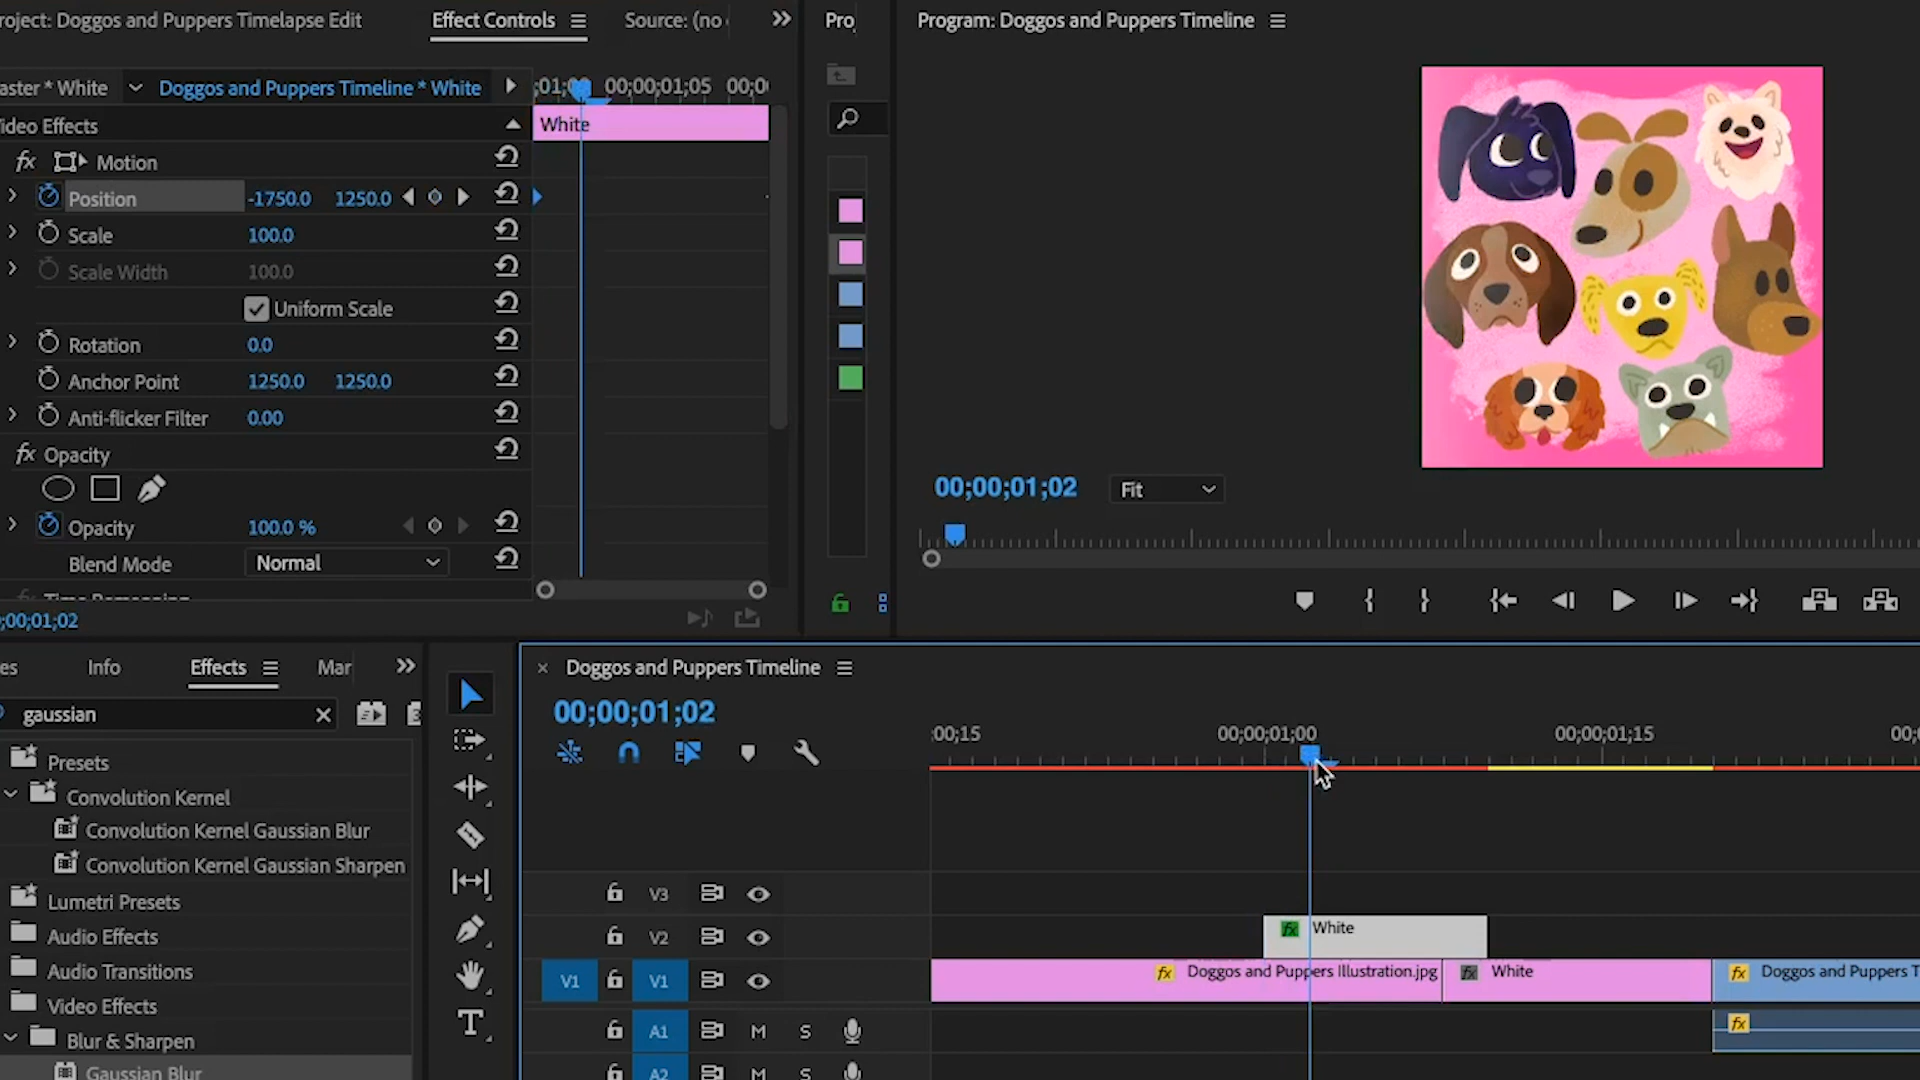 roject: Doggos and Puppers Timelapse Edit
Effect Controls
Source: (no
Pro
Program: Doggos and Puppers Timeline
aster * White
Doggos and Puppers Timeline * White
;01;00
00;00;01;05
00;0
ideo Effects
White
fx Motion
Position -1750.0 1250.0
Scale 100.0
Scale Width 100.0
Uniform Scale
Rotation 0.0
Anchor Point 1250.0 1250.0
Anti-flicker Filter 0.00
fx Opacity
Opacity 100.0 %
Blend Mode Normal
;00;01;02
00;00;01;02
Fit
es
Info
Effects
Mar
gaussian
Presets
Convolution Kernel
Convolution Kernel Gaussian Blur
Convolution Kernel Gaussian Sharpen
Lumetri Presets
Audio Effects
Audio Transitions
Video Effects
Blur & Sharpen
Gaussian Blur
Doggos and Puppers Timeline
00;00;01;02
:00;15
00;00;01;00
00;00;01;15
00;
V3
V2
fx White
V1 V1
fx Doggos and Puppers Illustration.jpg
fx White
fx Doggos and Puppers T
A1 M S
fx
A2 M S
T